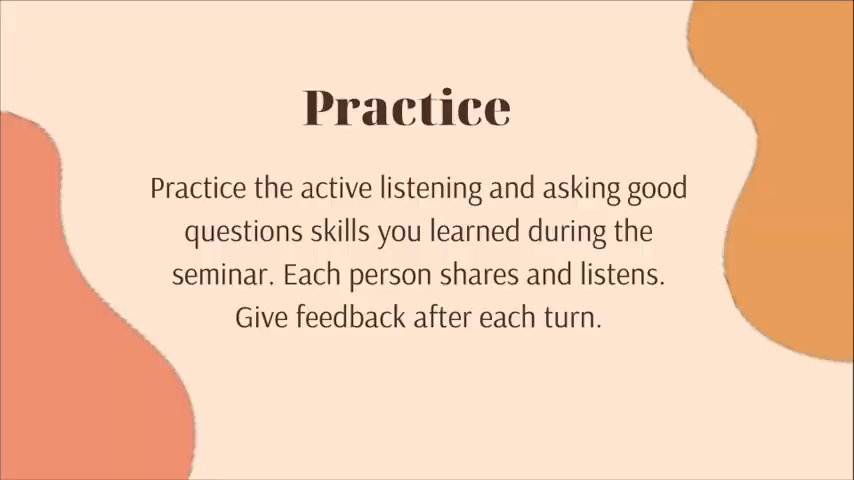 Practice
Practice the active listening and asking good
questions skills you learned during the
seminar. Each person shares and listens.
Give feedback after each turn.